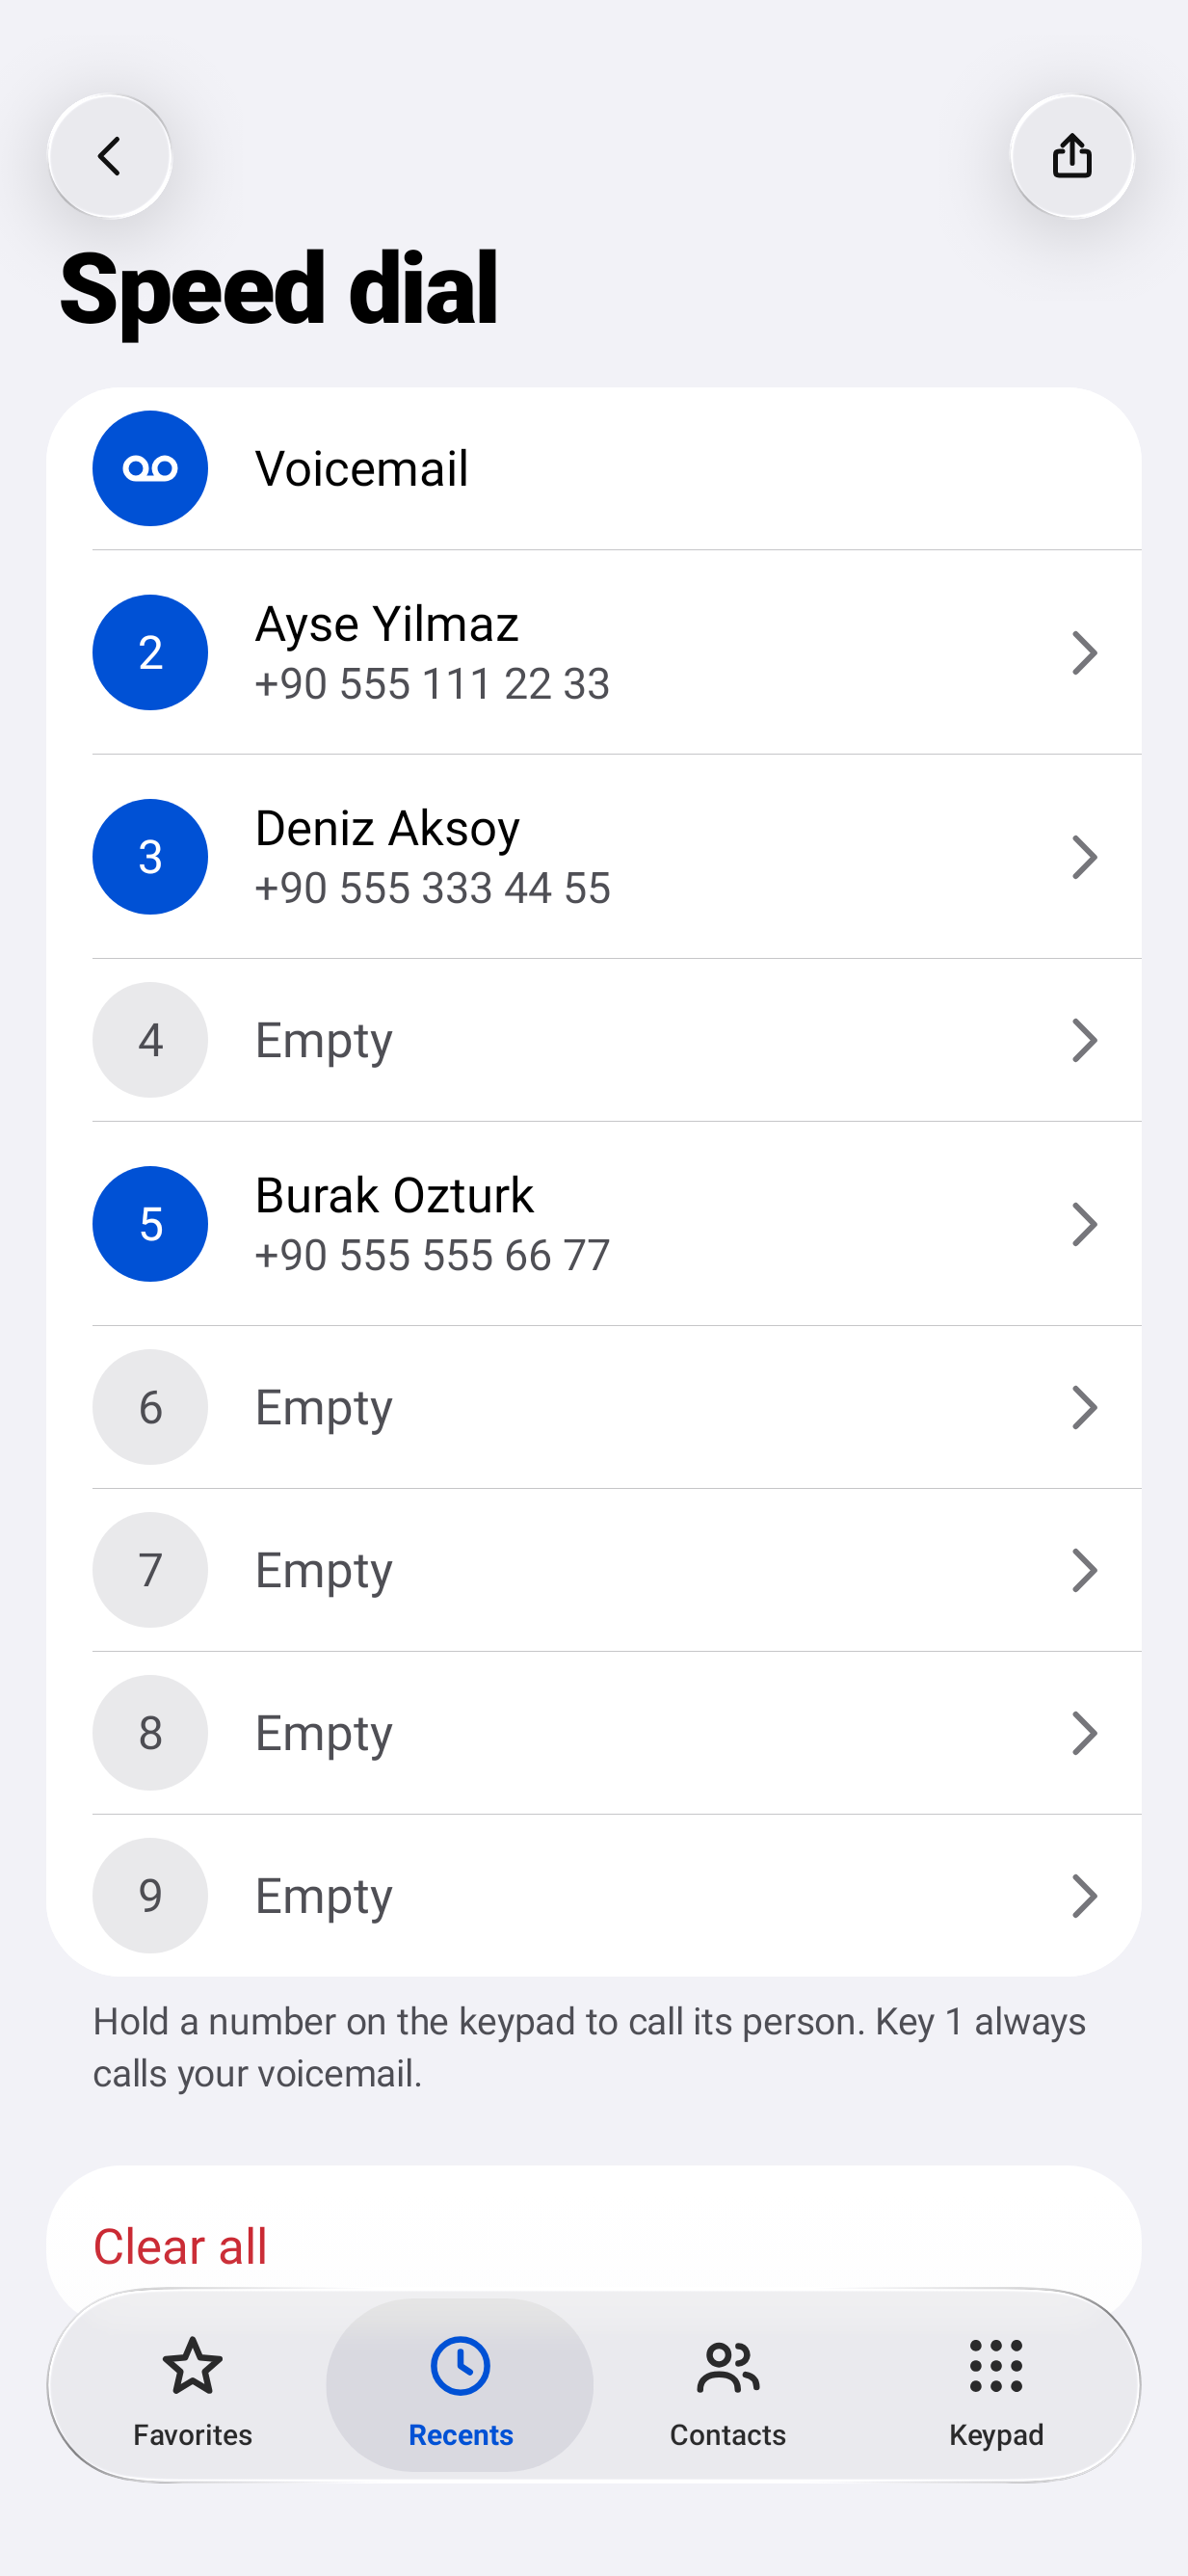 Speed dial
Voicemail
2
Ayse Yilmaz
+90 555 111 22 33
3
Deniz Aksoy
+90 555 333 44 55
4
Empty
5
Burak Ozturk
+90 555 555 66 77
6
Empty
7
Empty
8
Empty
9
Empty
Hold a number on the keypad to call its person. Key 1 always
calls your voicemail.
Clear all
Favorites
Recents
Contacts
Keypad